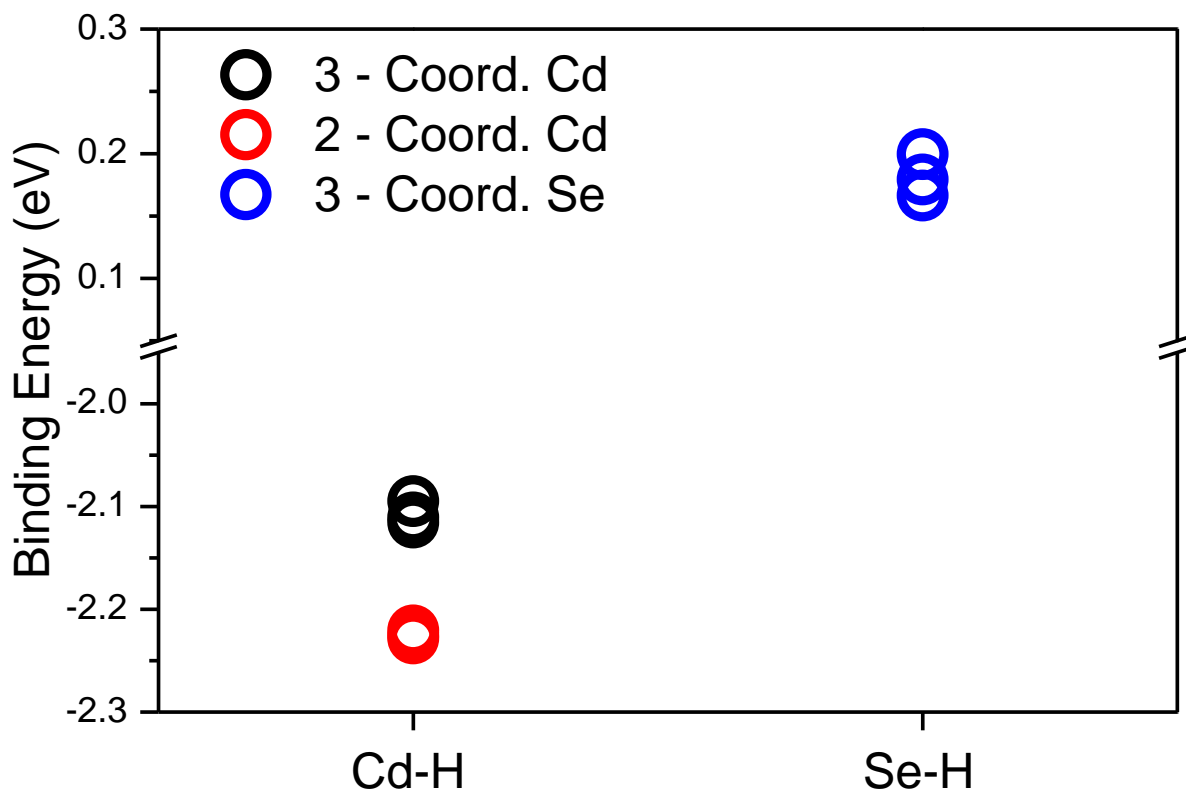 0.3
0.2
0.1
-2.0
-2.1
-2.2
-2.3
Binding Energy (eV)
3 - Coord. Cd
2 - Coord. Cd
3 - Coord. Se
Cd-H
Se-H